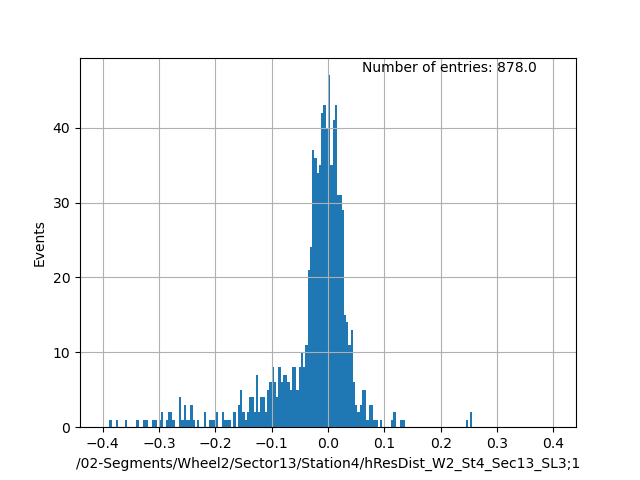 Number of entries: 878.0
Events
40
30
20
10
0
−0.4 −0.3 −0.2 −0.1 0.0 0.1 0.2 0.3 0.4
/02-Segments/Wheel2/Sector13/Station4/hResDist_W2_St4_Sec13_SL3;1